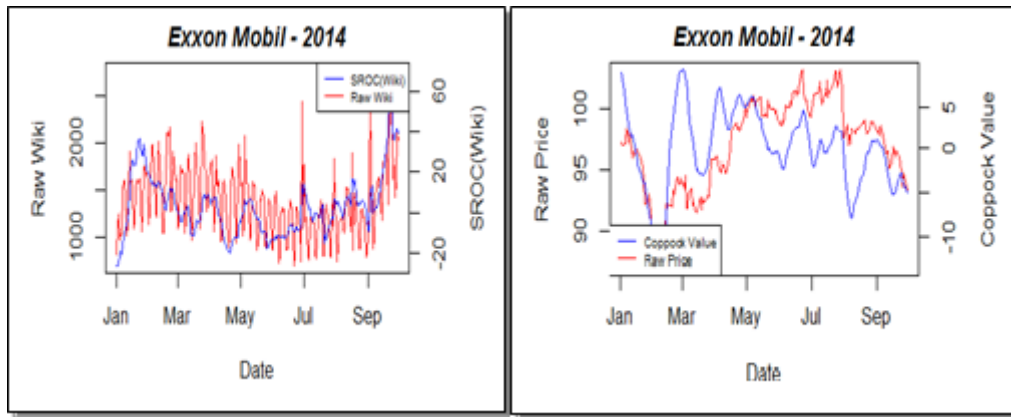 Exxon Mobil - 2014
SROC(Wiki)
Raw Wiki
Raw Wiki
1000
2000
SROC(Wiki)
-20
20
60
Jan Mar May Jul Sep
Date
Exxon Mobil - 2014
Raw Price
90
95
100
Coppock Value
-10
0
5
Coppock Value
Raw Price
Jan Mar May Jul Sep
Date